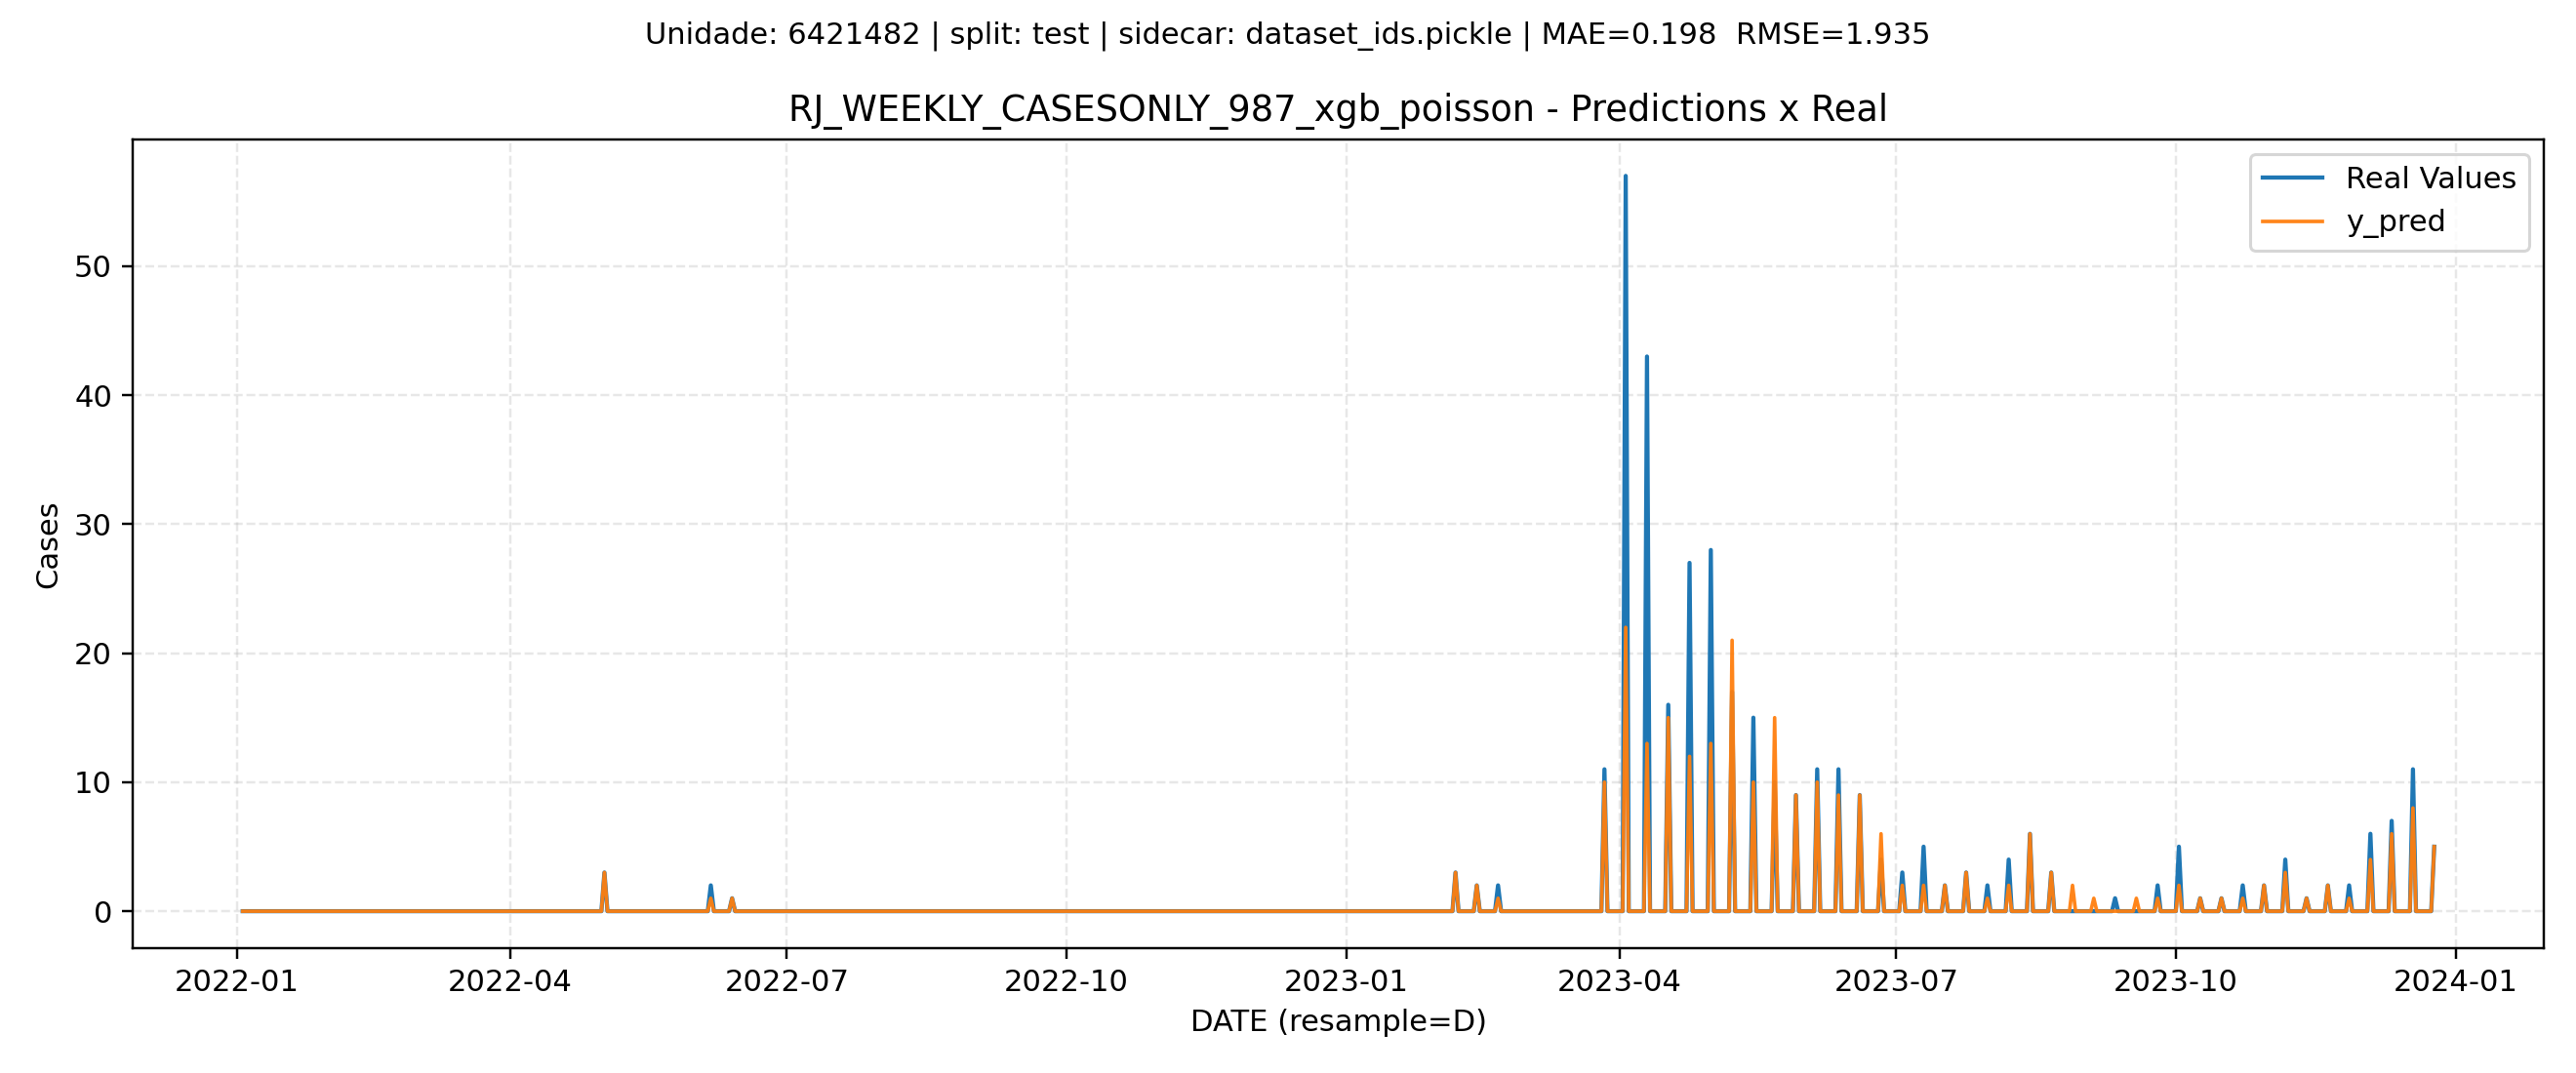 Unidade: 6421482 | split: test | sidecar: dataset_ids.pickle | MAE=0.198  RMSE=1.935
RJ_WEEKLY_CASESONLY_987_xgb_poisson - Predictions x Real
Real Values
y_pred
Cases
50
40
30
20
10
0
2022-01
2022-04
2022-07
2022-10
2023-01
2023-04
2023-07
2023-10
2024-01
DATE (resample=D)